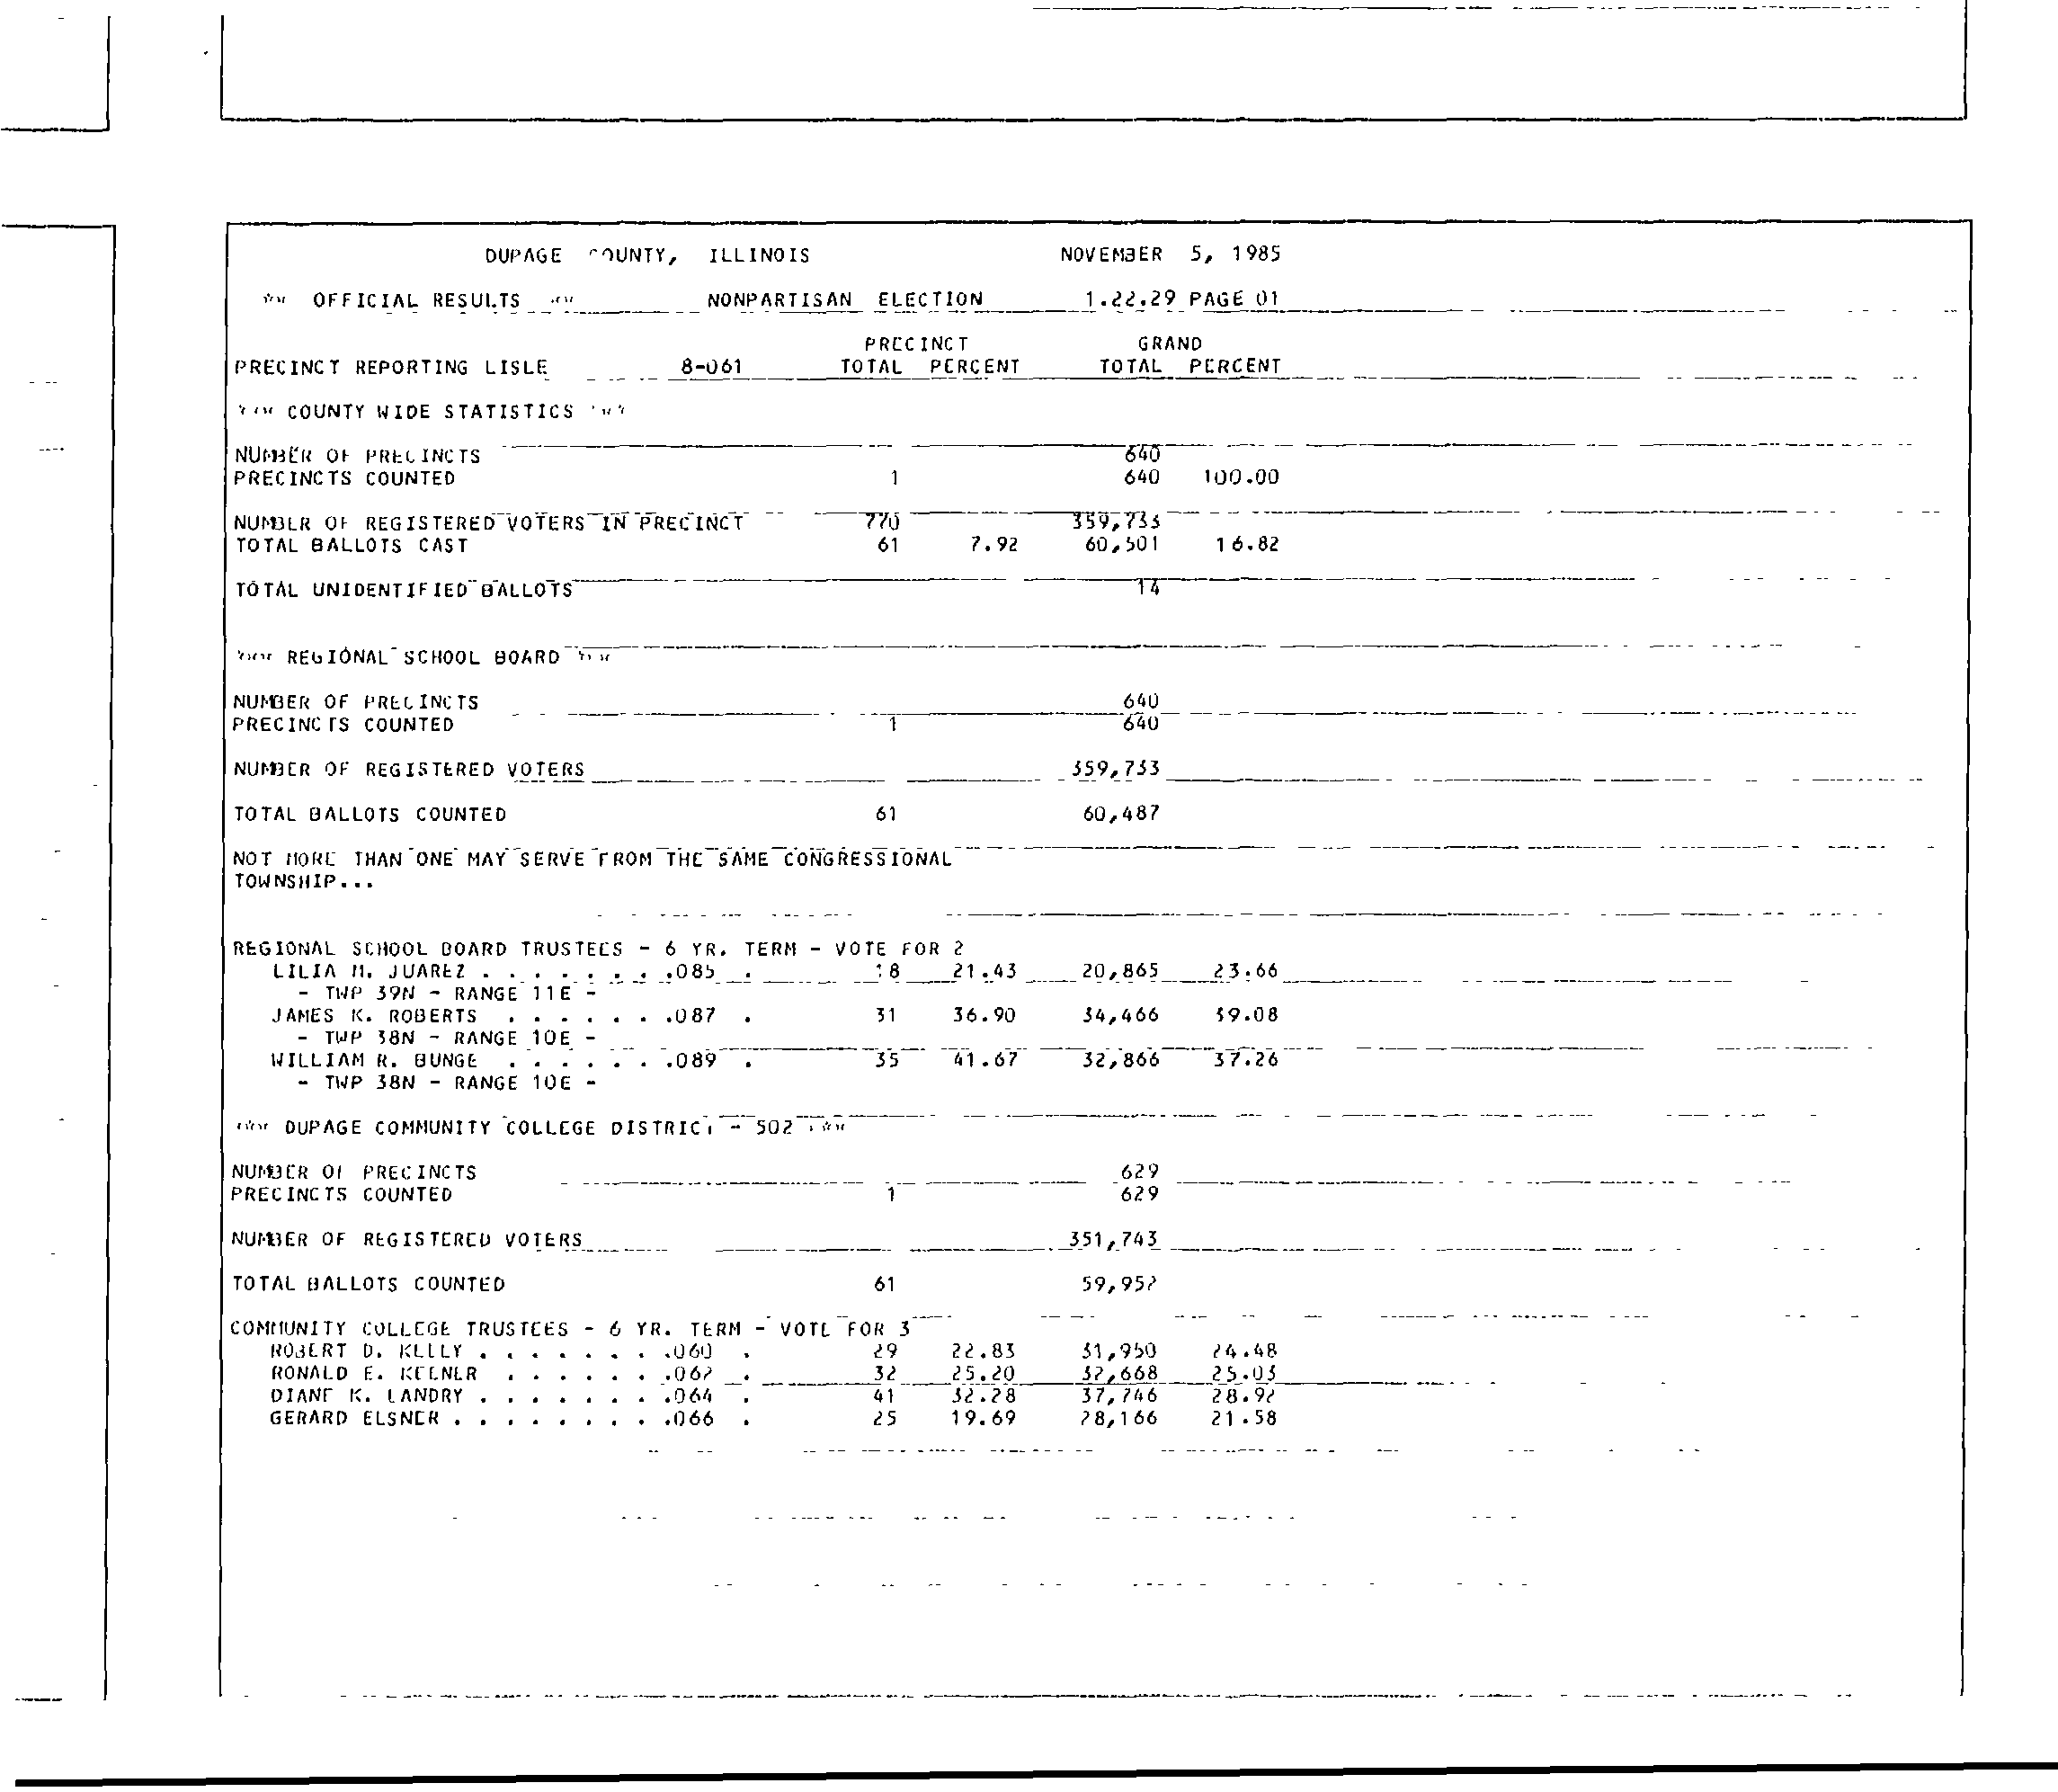 DUPAGE COUNTY, ILLINOIS NOVEMBER 5, 1985
*** OFFICIAL RESULTS *** NONPARTISAN ELECTION 1.22.29 PAGE 01
PRECINCT GRAND
PRECINCT REPORTING LISLE 8-061 TOTAL PERCENT TOTAL PERCENT
*** COUNTY WIDE STATISTICS ***
NUMBER OF PRECINCTS 640
PRECINCTS COUNTED 1 640 100.00
NUMBER OF REGISTERED VOTERS IN PRECINCT 770 359,733
TOTAL BALLOTS CAST 61 7.92 60,501 16.82
TOTAL UNIDENTIFIED BALLOTS 14
*** REGIONAL SCHOOL BOARD ***
NUMBER OF PRECINCTS 640
PRECINCTS COUNTED 1 640
NUMBER OF REGISTERED VOTERS 359,733
TOTAL BALLOTS COUNTED 61 60,487
NOT MORE THAN ONE MAY SERVE FROM THE SAME CONGRESSIONAL
TOWNSHIP...
REGIONAL SCHOOL BOARD TRUSTEES - 6 YR. TERM - VOTE FOR 2
LILIA M. JUAREZ . . . . . . . .085 . 18 21.43 20,865 23.66
- TWP 39N - RANGE 11E -
JAMES K. ROBERTS . . . . . . .087 . 31 36.90 34,466 39.08
- TWP 38N - RANGE 10E -
WILLIAM R. BUNGE . . . . . . .089 . 35 41.67 32,866 37.26
- TWP 38N - RANGE 10E -
*** DUPAGE COMMUNITY COLLEGE DISTRICT - 502 ***
NUMBER OF PRECINCTS 629
PRECINCTS COUNTED 1 629
NUMBER OF REGISTERED VOTERS 351,743
TOTAL BALLOTS COUNTED 61 59,952
COMMUNITY COLLEGE TRUSTEES - 6 YR. TERM - VOTE FOR 3
ROBERT D. KELLY . . . . . . . .060 . 29 22.83 31,950 24.48
RONALD E. KEENER . . . . . . .062 . 32 25.20 32,668 25.03
DIANE K. LANDRY . . . . . . . .064 . 41 32.28 37,746 28.92
GERARD ELSNER . . . . . . . . .066 . 25 19.69 28,166 21.58